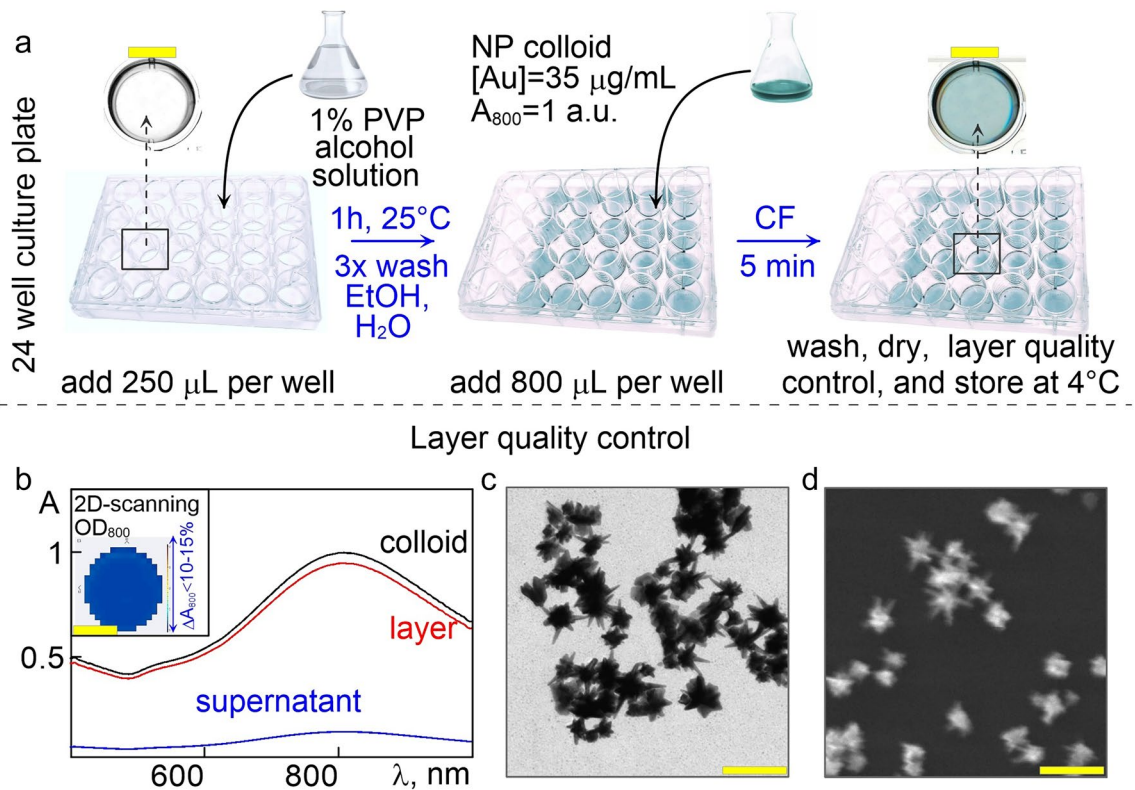 a
24 well culture plate
1% PVP
alcohol
solution
NP colloid
[Au]=35 μg/mL
A800=1 a.u.
1h, 25°C
3x wash
EtOH,
H2O
CF
5 min
add 250 μL per well
add 800 μL per well
wash, dry, layer quality
control, and store at 4°C
Layer quality control
b
A
2D-scanning
OD800
ΔA800<10-15%
1
0.5
colloid
layer
supernatant
600
800
λ, nm
c
d